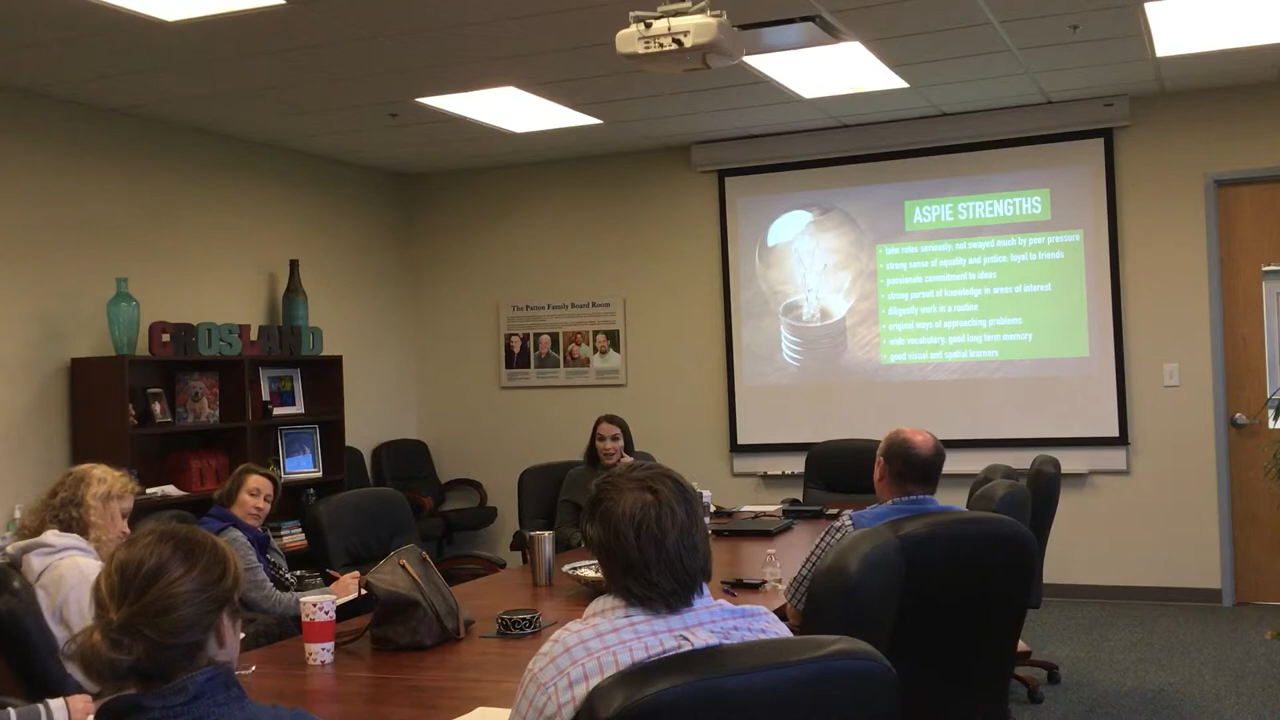 CROSLAND
The Patton Family Board Room
ASPIE STRENGTHS
• take rules seriously; not swayed much by peer pressure
• strong sense of equality and justice; loyal to friends
• passionate commitment to ideas
• strong pursuit of knowledge in areas of interest
• diligently work in a routine
• original ways of approaching problems
• wide vocabulary, good long term memory
• good visual and spatial learners